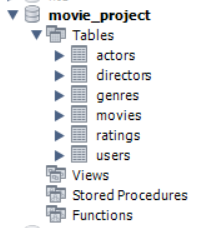 movie_project
Tables
actors
directors
genres
movies
ratings
users
Views
Stored Procedures
Functions